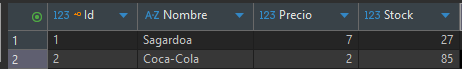 123 Id A-Z Nombre 123 Precio 123 Stock
1 1 Sagardoa 7 27
2 2 Coca-Cola 2 85